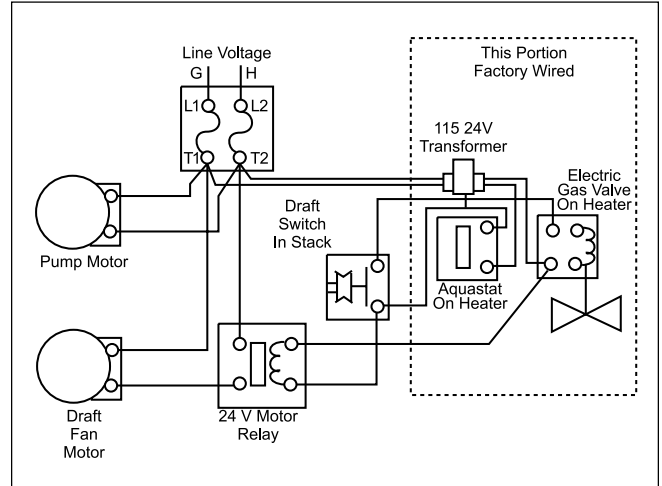 Line Voltage
G H
L1 L2
T1 T2
This Portion
Factory Wired
115 24V
Transformer
Electric
Gas Valve
On Heater
Draft
Switch
In Stack
Pump Motor
Aquastat
On Heater
24 V Motor
Relay
Draft
Fan
Motor